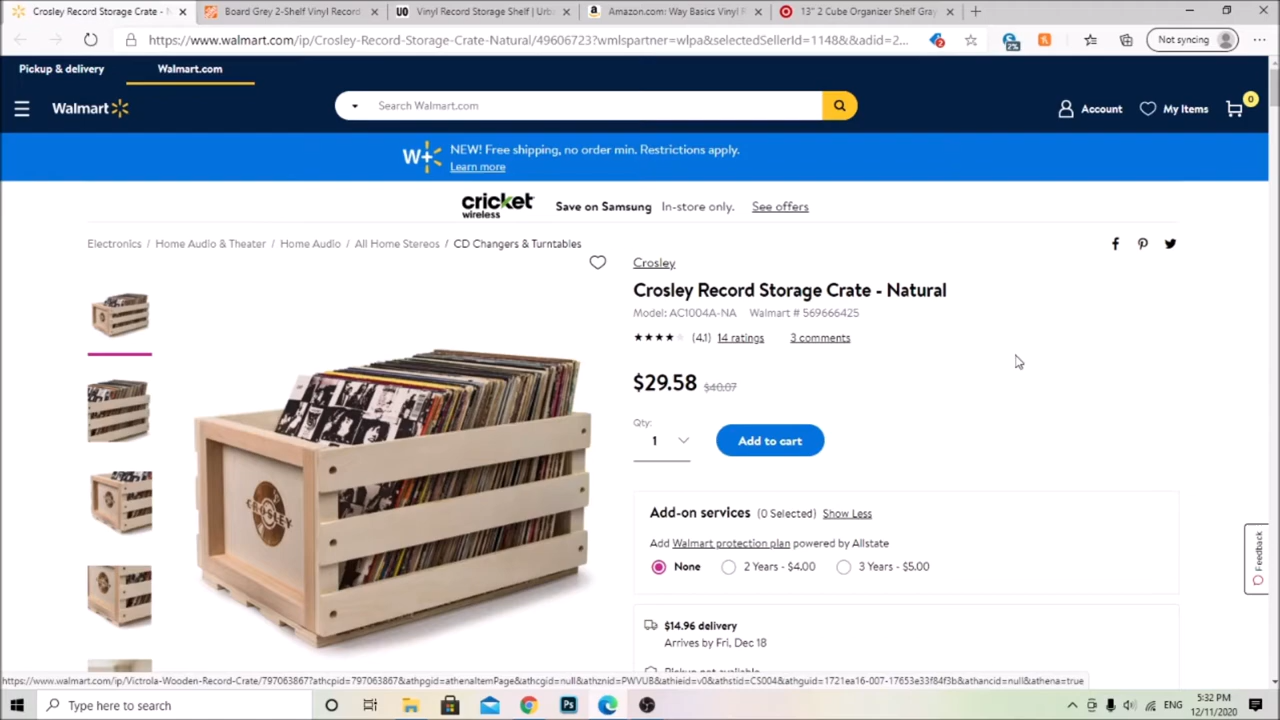 Crosley Record Storage Crate - N
Board Grey 2-Shelf Vinyl Record
UO Vinyl Record Storage Shelf | Urb
Amazon.com: Way Basics Vinyl F
13" 2 Cube Organizer Shelf Gray
https://www.walmart.com/ip/Crosley-Record-Storage-Crate-Natural/49606723?wmlspartner=wlpa&selectedSellerId=1148&&adid=2...
2
2%
Not syncing
Pickup & delivery
Walmart.com
Walmart
Search Walmart.com
Account
My Items
0
W+
NEW! Free shipping, no order min. Restrictions apply.
Learn more
cricket
wireless
Save on Samsung In-store only. See offers
Electronics / Home Audio & Theater / Home Audio / All Home Stereos / CD Changers & Turntables
Crosley
Crosley Record Storage Crate - Natural
Model: AC1004A-NA Walmart # 569666425
(4.1) 14 ratings 3 comments
$29.58 $40.07
Qty:
1
Add to cart
CROSLEY
Add-on services (0 Selected) Show Less
Add Walmart protection plan powered by Allstate
None 2 Years - $4.00 3 Years - $5.00
Feedback
$14.96 delivery
Arrives by Fri, Dec 18
Pickup not available
https://www.walmart.com/ip/Victrola-Wooden-Record-Crate/797063867?athcpid=797063867&athpgid=athenaItemPage&athcgid=null&athznid=PWVUB&athieid=v0&athstid=CS004&athguid=1721ea16-007-17653e33f84f3b&athancid=null&athena=true
Type here to search
Ps
ENG
5:32 PM
12/11/2020